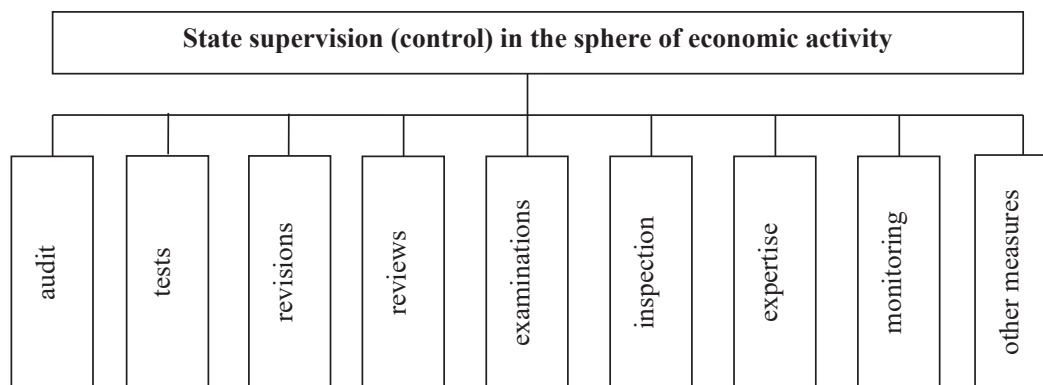 State supervision (control) in the sphere of economic activity
audit
tests
revisions
reviews
examinations
inspection
expertise
monitoring
other measures